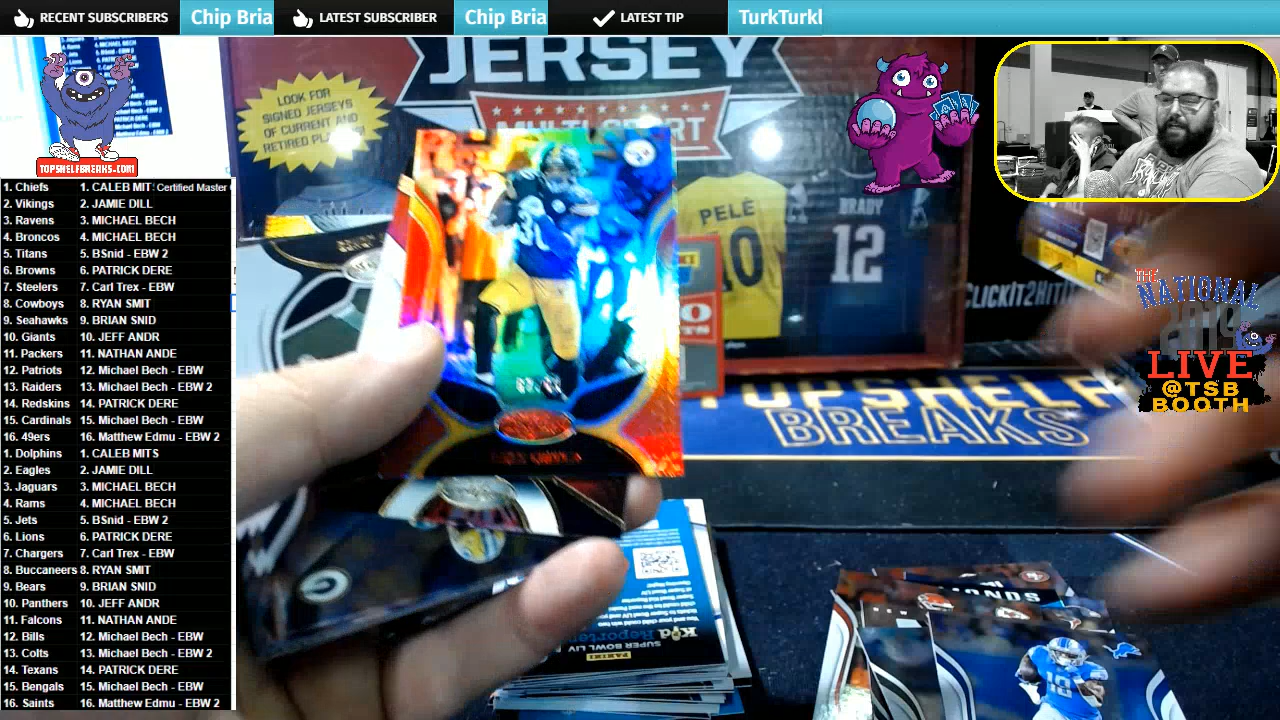 RECENT SUBSCRIBERS
Chip Bria
LATEST SUBSCRIBER
Chip Bria
LATEST TIP
TurkTurkl
TOPSHELFBREAKS.COM
1. Chiefs 1. CALEB MIT: Certified Master
2. Vikings 2. JAMIE DILL
3. Ravens 3. MICHAEL BECH
4. Broncos 4. MICHAEL BECH
5. Titans 5. BSnid - EBW 2
6. Browns 6. PATRICK DERE
7. Steelers 7. Carl Trex - EBW
8. Cowboys 8. RYAN SMIT
9. Seahawks 9. BRIAN SNID
10. Giants 10. JEFF ANDR
11. Packers 11. NATHAN ANDE
12. Patriots 12. Michael Bech - EBW
13. Raiders 13. Michael Bech - EBW 2
14. Redskins 14. PATRICK DERE
15. Cardinals 15. Michael Bech - EBW
16. 49ers 16. Matthew Edmu - EBW 2
1. Dolphins 1. CALEB MITS
2. Eagles 2. JAMIE DILL
3. Jaguars 3. MICHAEL BECH
4. Rams 4. MICHAEL BECH
5. Jets 5. BSnid - EBW 2
6. Lions 6. PATRICK DERE
7. Chargers 7. Carl Trex - EBW
8. Buccaneers 8. RYAN SMIT
9. Bears 9. BRIAN SNID
10. Panthers 10. JEFF ANDR
11. Falcons 11. NATHAN ANDE
12. Bills 12. Michael Bech - EBW
13. Colts 13. Michael Bech - EBW 2
14. Texans 14. PATRICK DERE
15. Bengals 15. Michael Bech - EBW
16. Saints 16. Matthew Edmu - EBW 2
JERSEY
MULTI-SPORT
LOOK FOR
SIGNED JERSEYS
OF CURRENT AND
RETIRED
PELÉ
10
BRADY
12
CLICKIT2HIT
TOPSHELF
BREAKS
THE
NATIONAL
2019
LIVE
@TSB
BOOTH
SUPER BOWL LIV
Kid
Reporter
PANINI